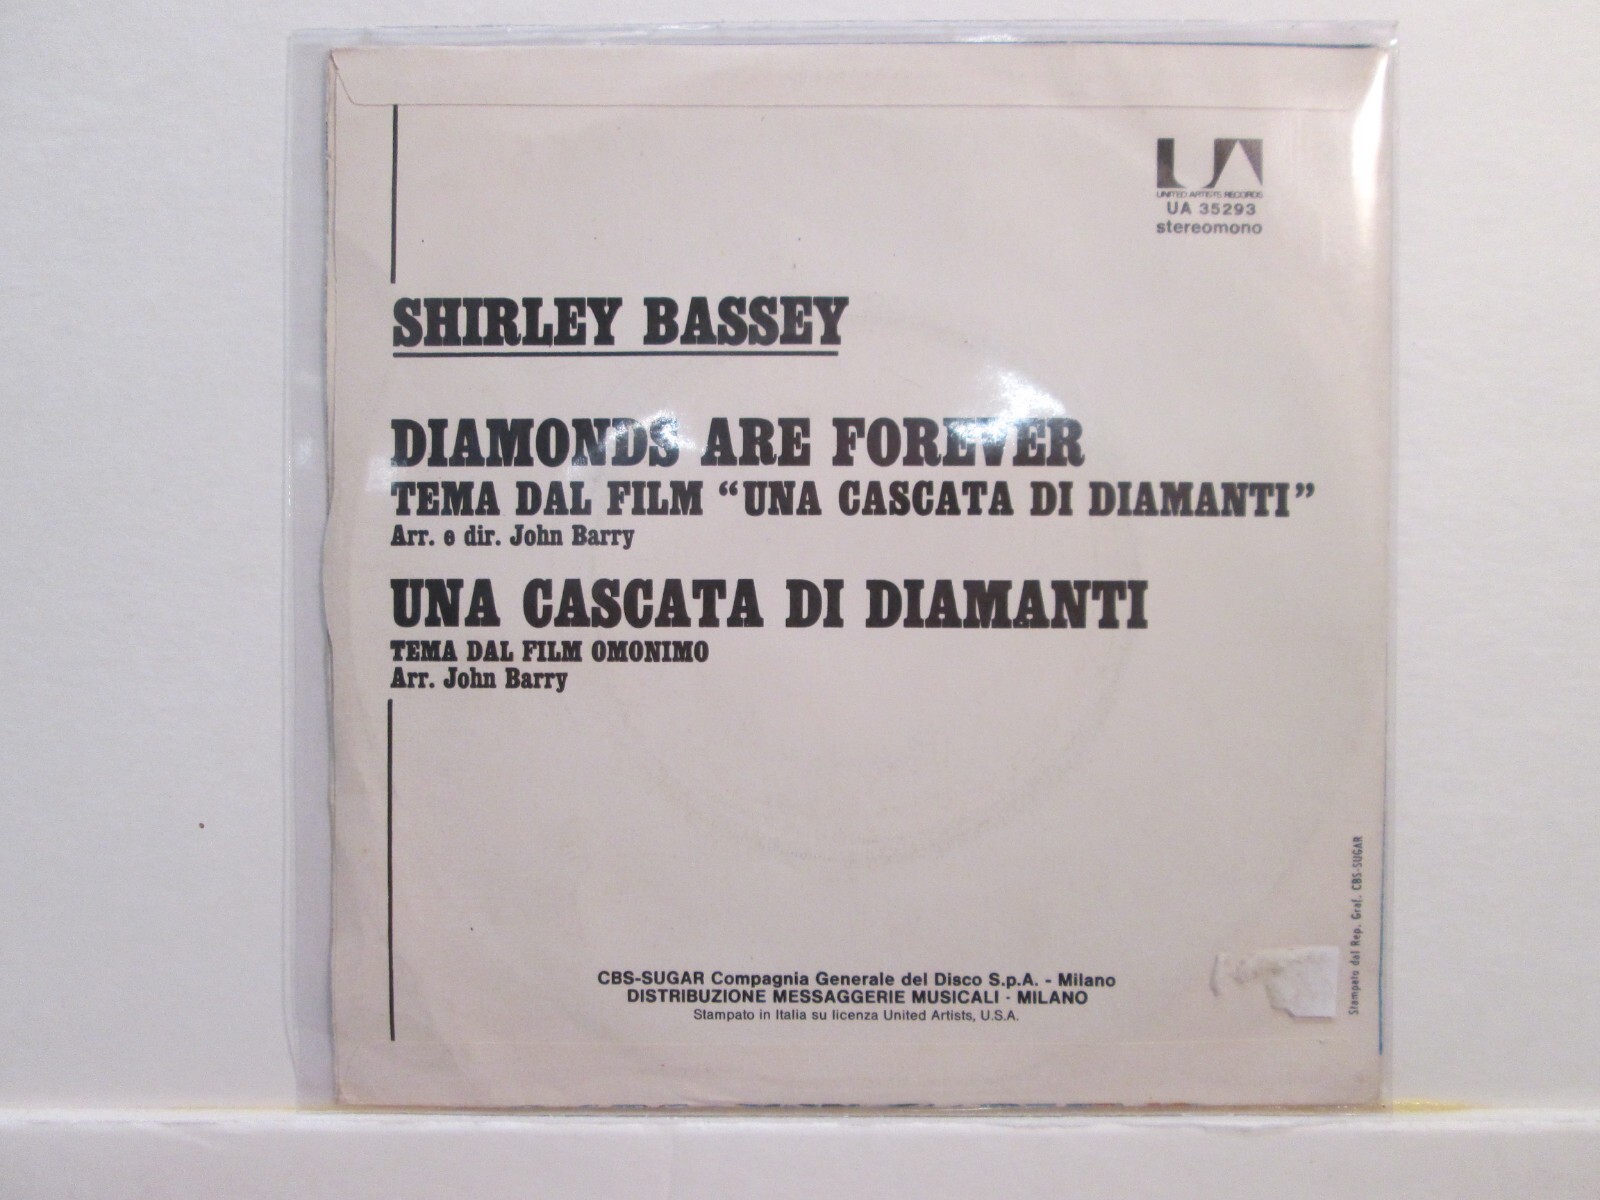 UA
UNITED ARTISTS RECORDS
UA 35293
stereomono
SHIRLEY BASSEY
DIAMONDS ARE FOREVER
TEMA DAL FILM “UNA CASCATA DI DIAMANTI”
Arr. e dir. John Barry
UNA CASCATA DI DIAMANTI
TEMA DAL FILM OMONIMO
Arr. John Barry
CBS-SUGAR Compagnia Generale del Disco S.p.A. - Milano
DISTRIBUZIONE MESSAGGERIE MUSICALI - MILANO
Stampato in Italia su licenza United Artists, U.S.A.
Stampato dal Rep. Graf. CBS-SUGAR